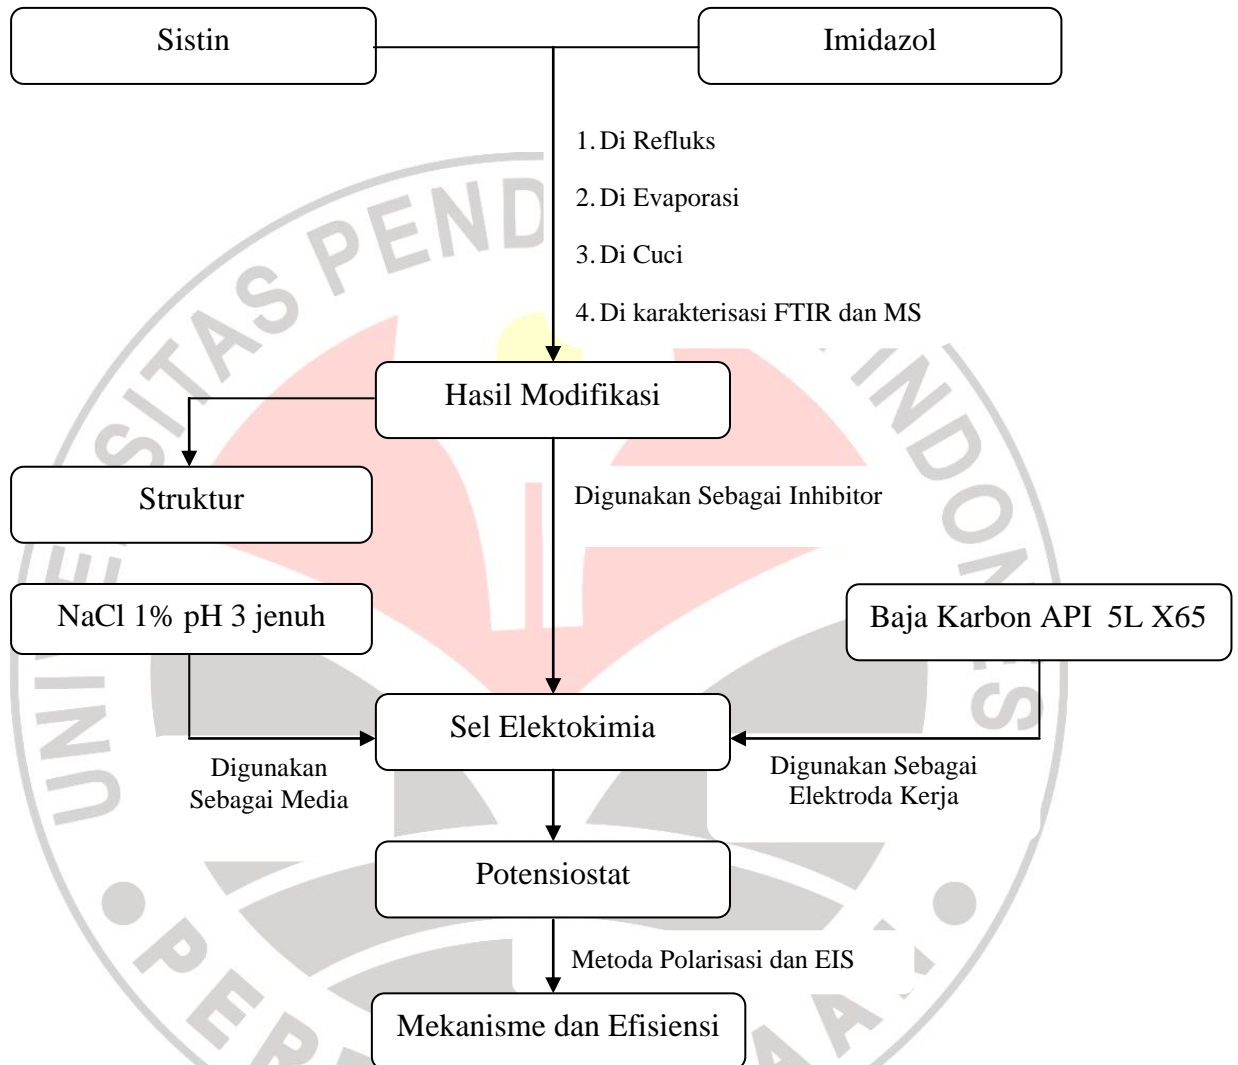 Sistin
Imidazol
1. Di Refluks
2. Di Evaporasi
3. Di Cuci
4. Di karakterisasi FTIR dan MS
Hasil Modifikasi
Struktur
Digunakan Sebagai Inhibitor
NaCl 1% pH 3 jenuh
Baja Karbon API 5L X65
Sel Elektokimia
Digunakan
Sebagai Media
Digunakan Sebagai
Elektroda Kerja
Potensiostat
Metoda Polarisasi dan EIS
Mekanisme dan Efisiensi